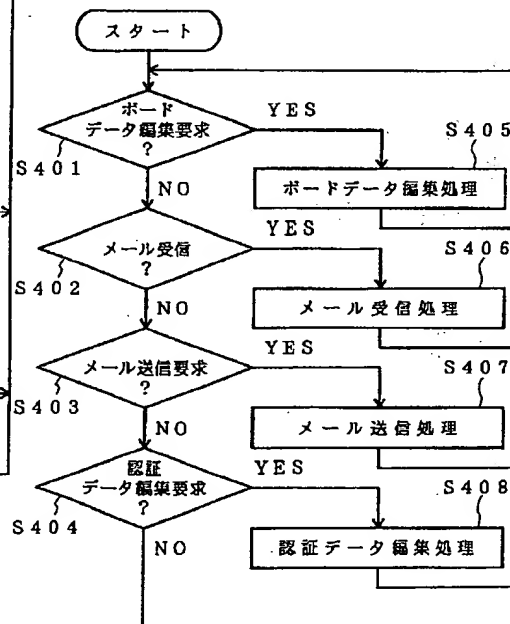 スタート
ボード
データ編集要求
?
YES
S401
NO
S405
ボードデータ編集処理
メール受信
?
YES
S402
NO
S406
メール受信処理
メール送信要求
?
YES
S403
NO
S407
メール送信処理
認証
データ編集要求
?
YES
S404
NO
S408
認証データ編集処理